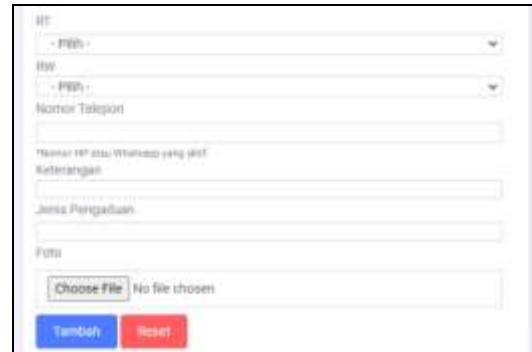 RT
- Pilih -
RW
- Pilih -
Nomor Telepon
*Nomor HP atau Whatsapp yang aktif
Keterangan
Jenis Pengaduan
Foto
Choose File No file chosen
Tambah Reset